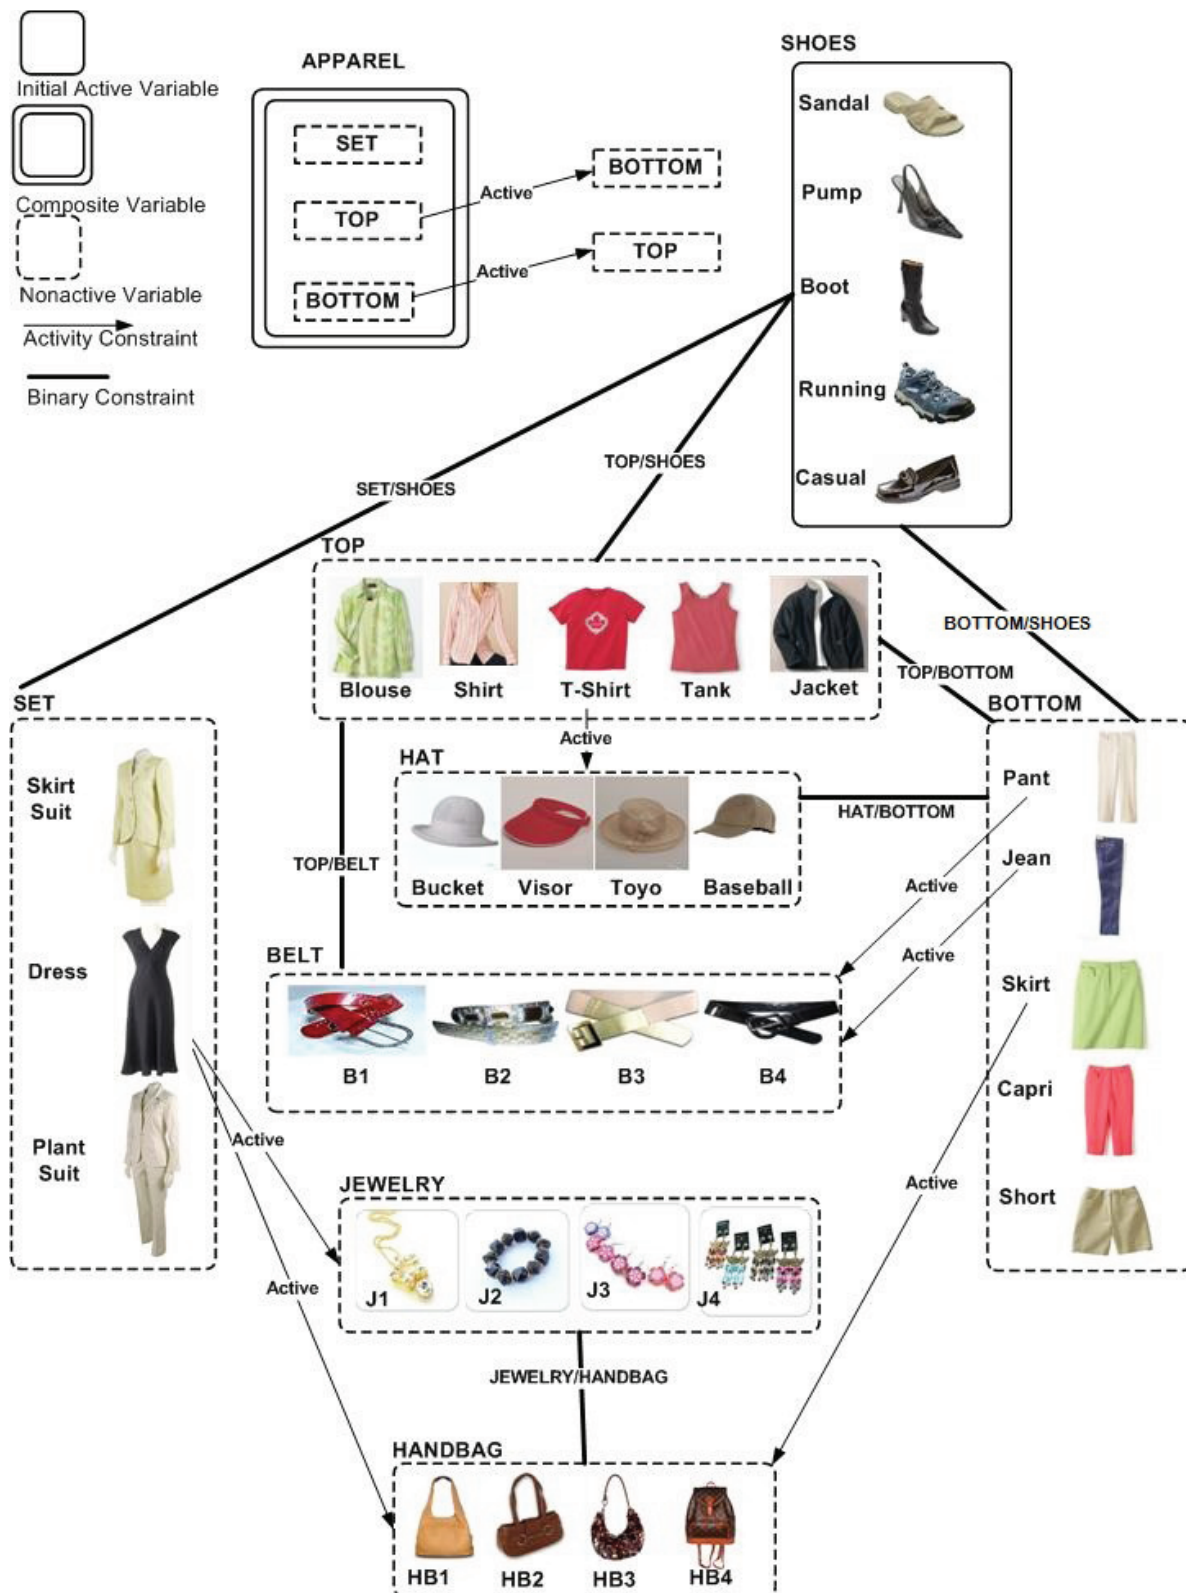 Initial Active Variable
Composite Variable
Nonactive Variable
Activity Constraint
Binary Constraint
APPAREL
SET
TOP
BOTTOM
Active
Active
BOTTOM
TOP
SHOES
Sandal
Pump
Boot
Running
Casual
SET/SHOES
TOP/SHOES
BOTTOM/SHOES
TOP/BOTTOM
TOP
Blouse
Shirt
T-Shirt
Tank
Jacket
Active
HAT
Bucket
Visor
Toyo
Baseball
HAT/BOTTOM
TOP/BELT
SET
Skirt
Suit
Dress
Plant
Suit
BOTTOM
Pant
Jean
Skirt
Capri
Short
Active
Active
Active
BELT
B1
B2
B3
B4
Active
Active
JEWELRY
J1
J2
J3
J4
JEWELRY/HANDBAG
HANDBAG
HB1
HB2
HB3
HB4